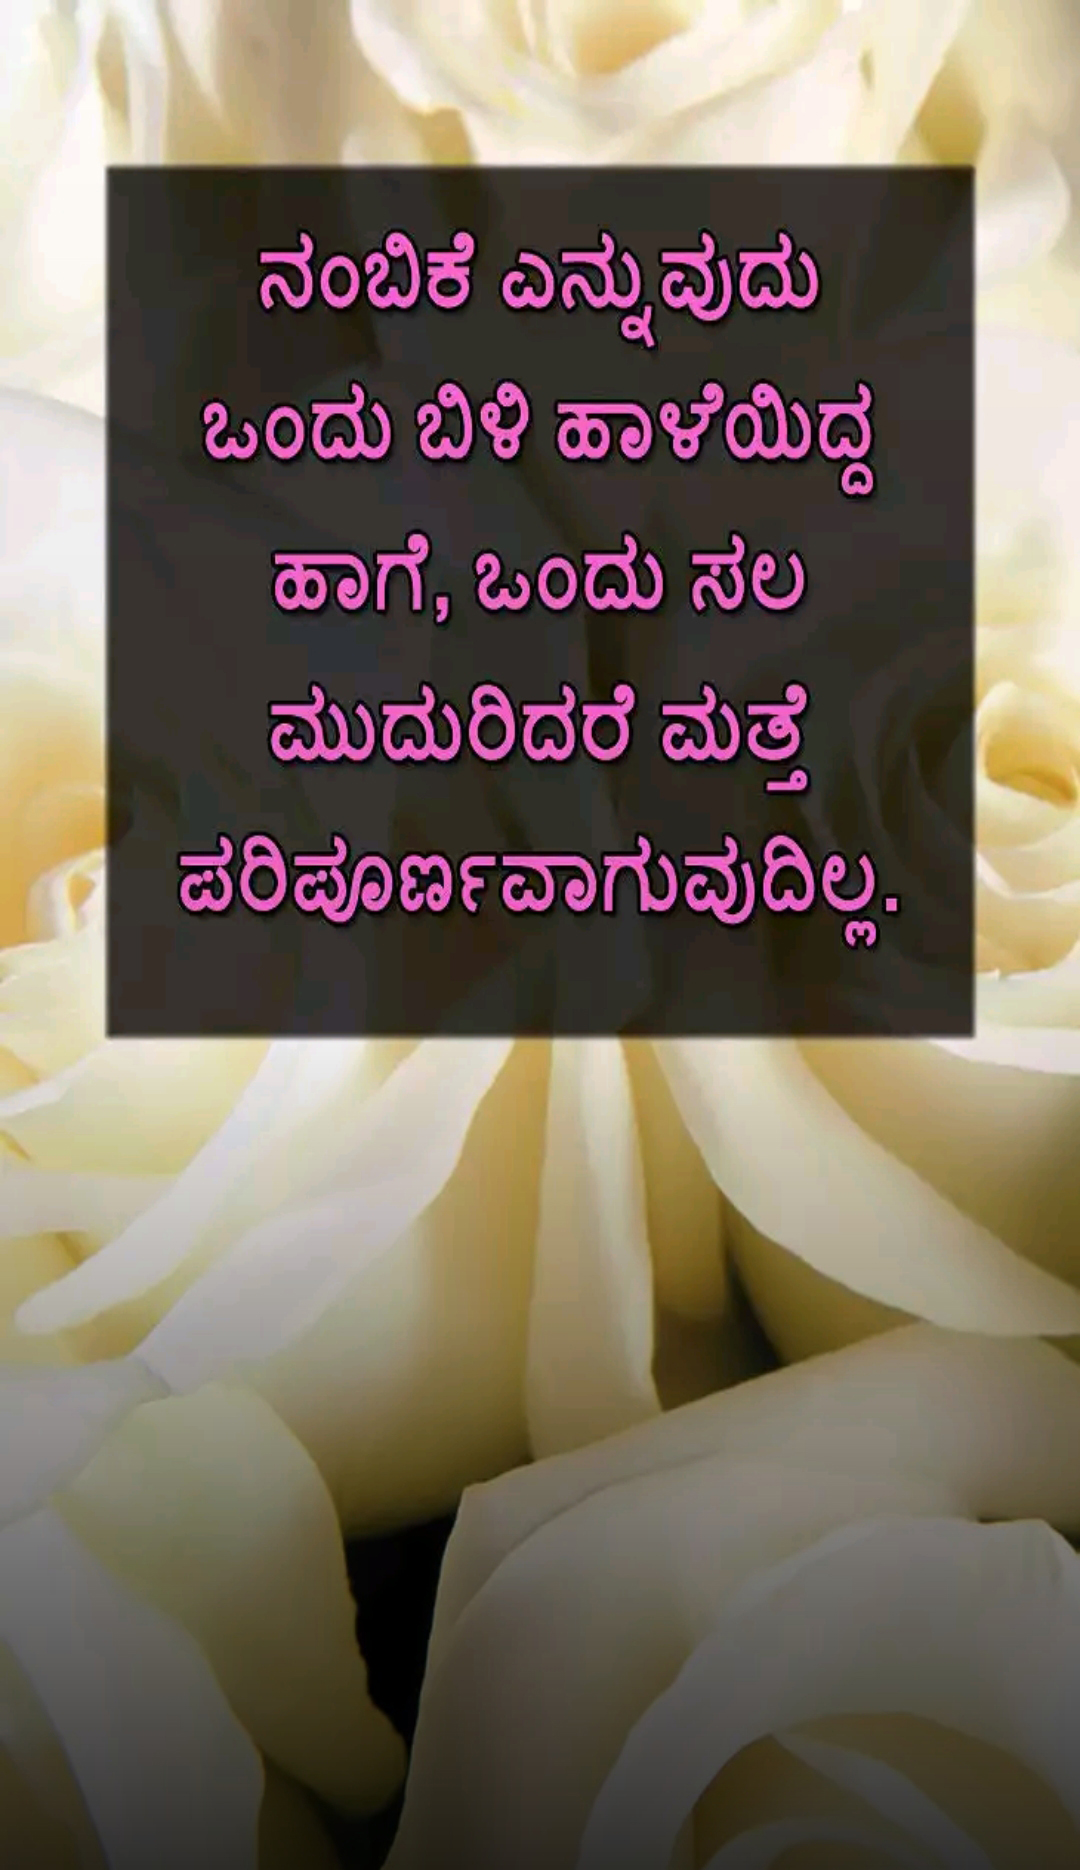 ನಂಬಿಕೆ ಎನ್ನುವುದು
ಒಂದು ಬಿಳಿ ಹಾಳೆಯಿದ್ದ
ಹಾಗೆ, ಒಂದು ಸಲ
ಮುದುರಿದರೆ ಮತ್ತೆ
ಪರಿಪೂರ್ಣವಾಗುವುದಿಲ್ಲ.